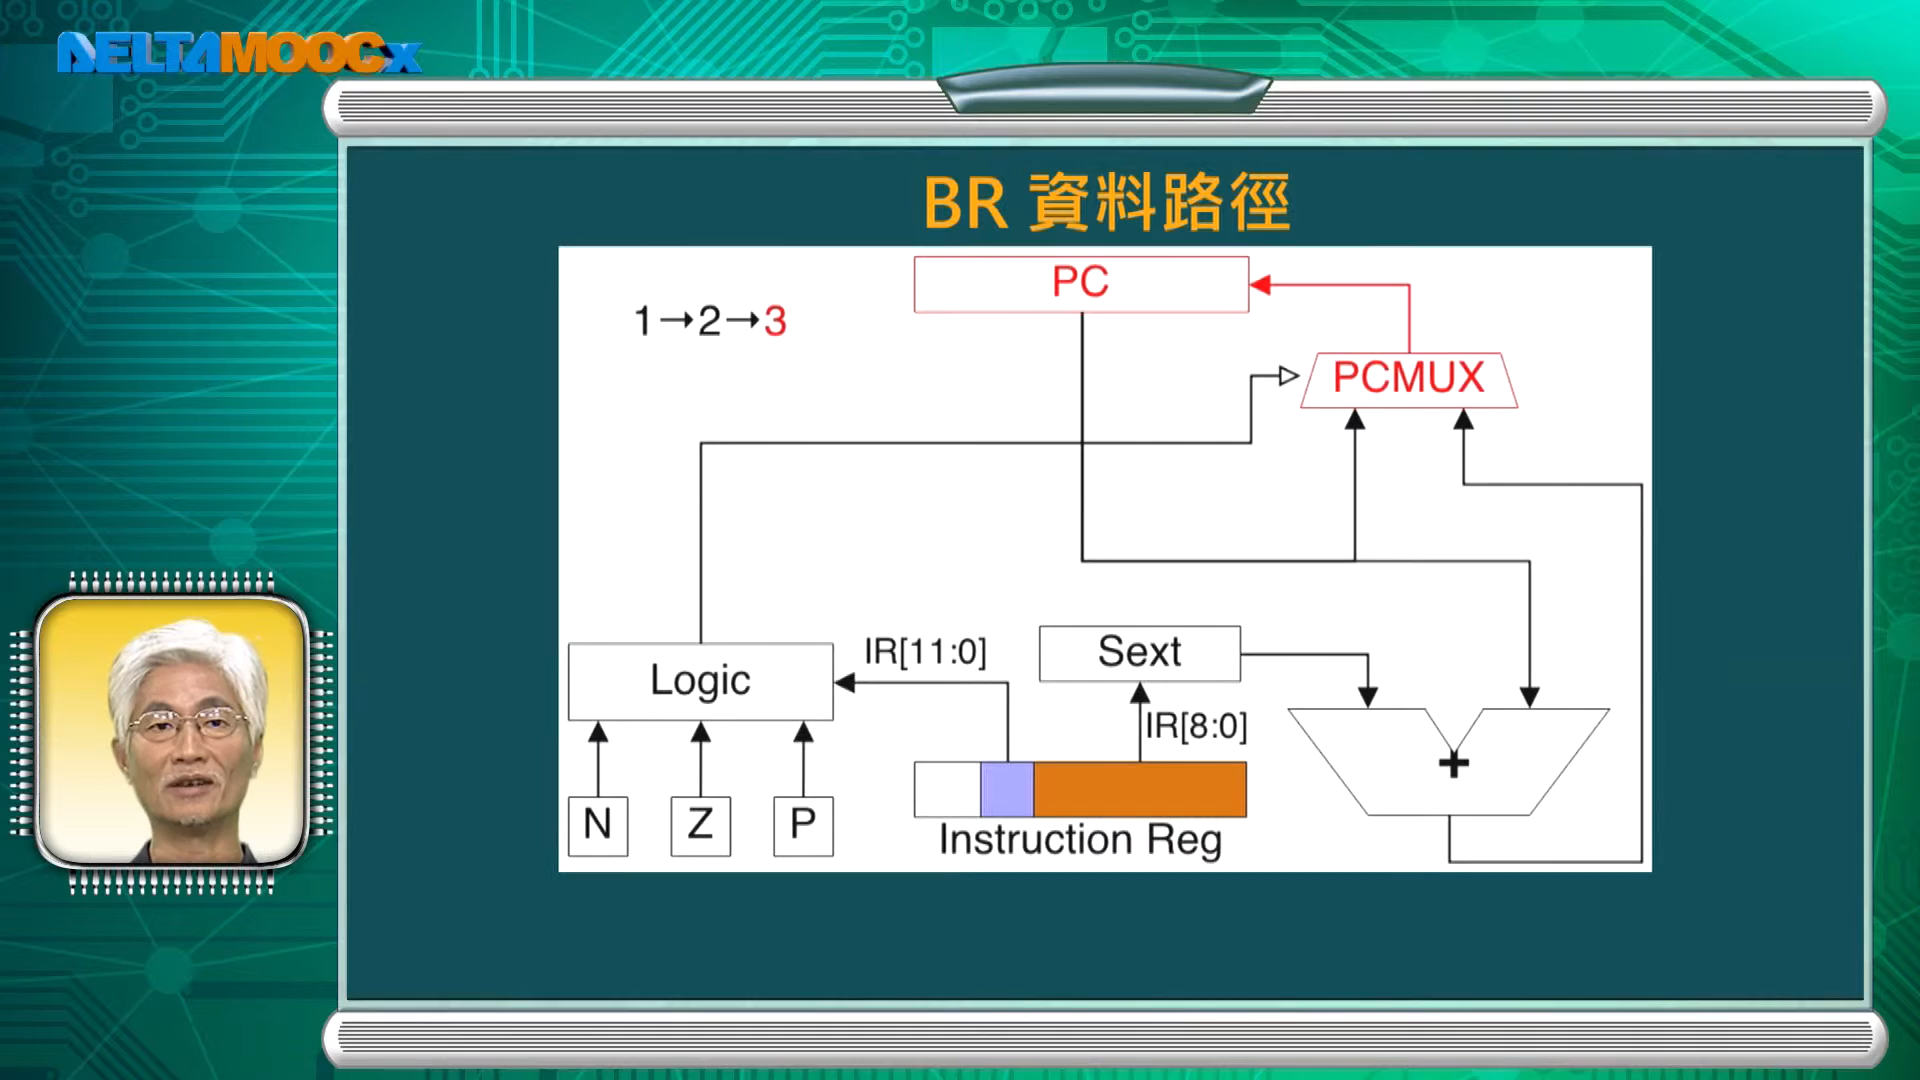 DELTAMOOCx
BR 資料路徑
1→2→3
PC
PCMUX
Logic
IR[11:0]
Sext
IR[8:0]
+
N
Z
P
Instruction Reg